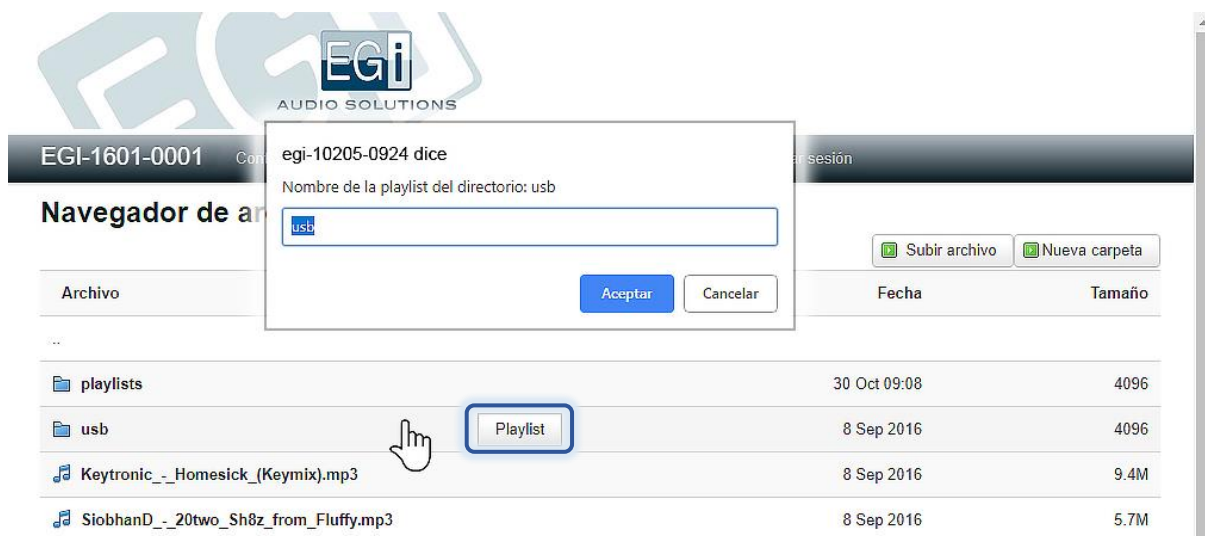 EGi
AUDIO SOLUTIONS
EGI-1601-0001
egi-10205-0924 dice
Nombre de la playlist del directorio: usb
usb
Aceptar
Cancelar
sesión
Navegador de
Subir archivo
Nueva carpeta
Archivo
Fecha
Tamaño
..
playlists
30 Oct 09:08
4096
usb
Playlist
8 Sep 2016
4096
Keytronic_-_Homesick_(Keymix).mp3
8 Sep 2016
9.4M
SiobhanD_-_20two_Sh8z_from_Fluffy.mp3
8 Sep 2016
5.7M